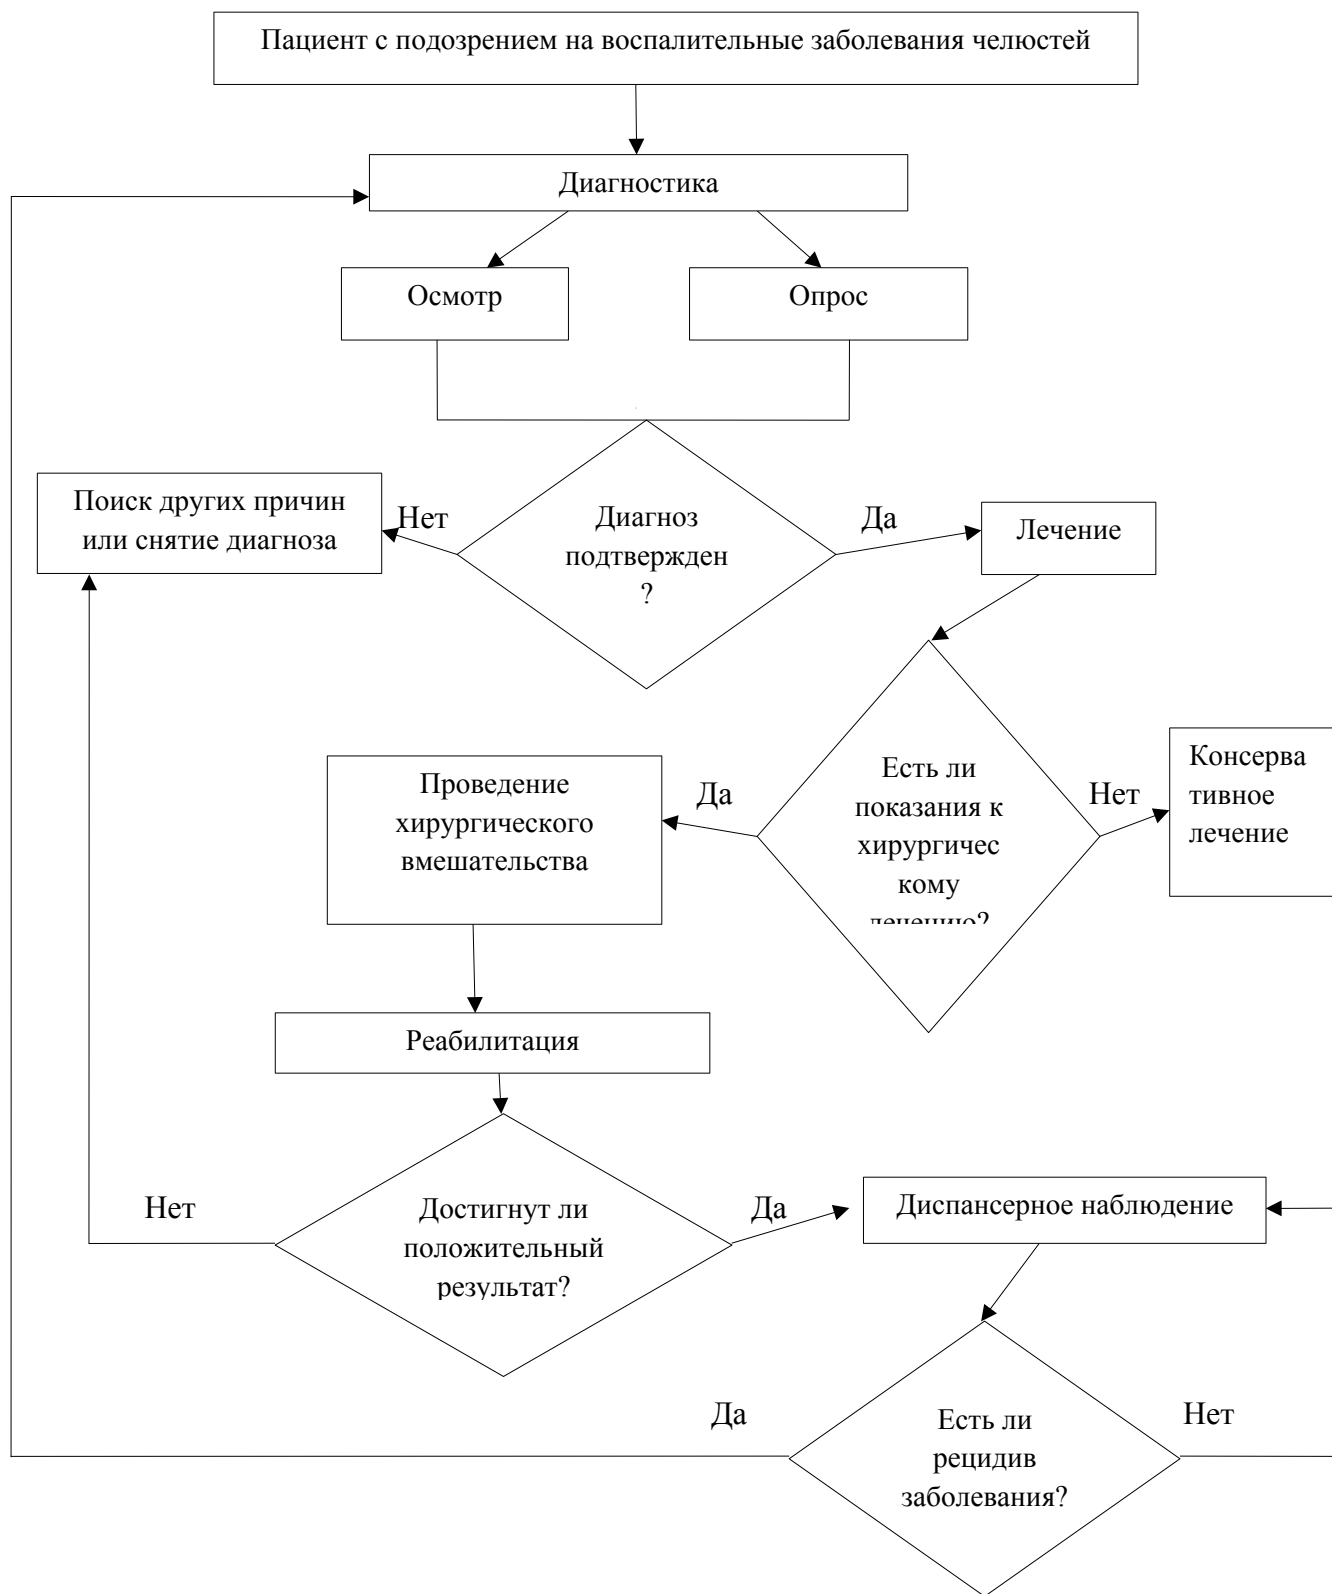 Пациент с подозрением на воспалительные заболевания челюстей
Диагностика
Осмотр
Опрос
Поиск других причин
или снятие диагноза
Нет
Диагноз
подтвержден
?
Да
Лечение
Проведение
хирургического
вмешательства
Да
Есть ли
показания к
хирургичес
кому
лечению?
Нет
Консерва
тивное
лечение
Реабилитация
Нет
Достигнут ли
положительный
результат?
Да
Диспансерное наблюдение
Да
Есть ли
рецидив
заболевания?
Нет